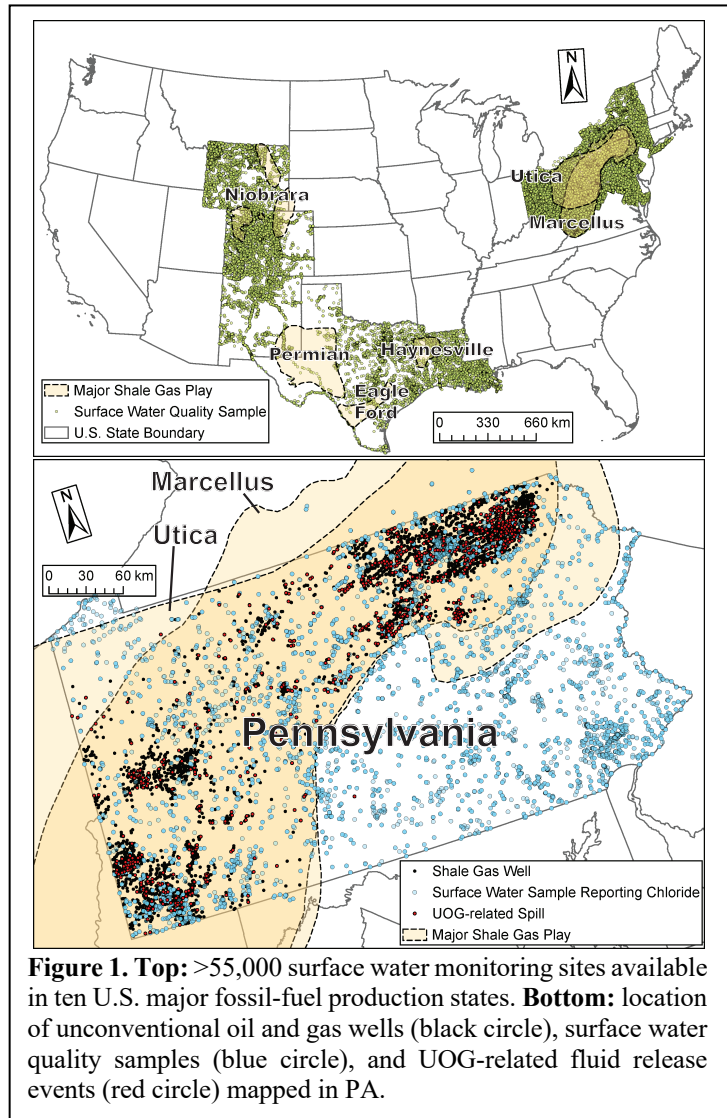 N
Utica
Niobrara
Marcellus
Permian
Haynesville
Eagle
Ford
Major Shale Gas Play
Surface Water Quality Sample
U.S. State Boundary
0 330 660 km
N
Marcellus
Utica
0 30 60 km
Pennsylvania
Shale Gas Well
Surface Water Sample Reporting Chloride
UOG-related Spill
Major Shale Gas Play
Figure 1. Top: >55,000 surface water monitoring sites available
in ten U.S. major fossil-fuel production states. Bottom: location
of unconventional oil and gas wells (black circle), surface water
quality samples (blue circle), and UOG-related fluid release
events (red circle) mapped in PA.